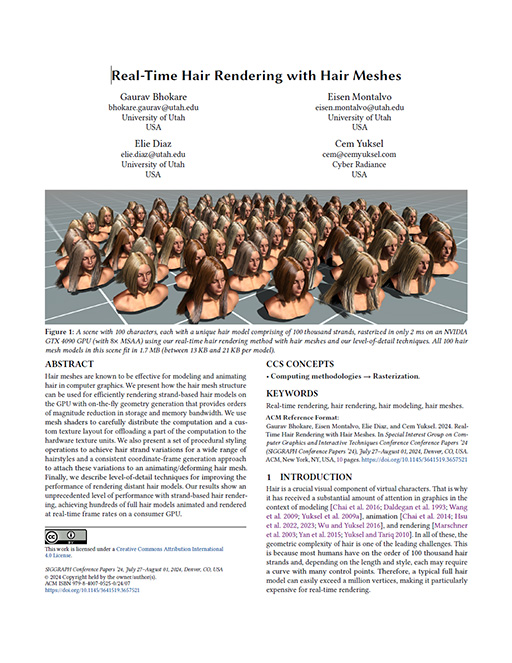 Real-Time Hair Rendering with Hair Meshes
Gaurav Bhokare
bhokare.gaurav@utah.edu
University of Utah
USA
Eisen Montalvo
eisen.montalvo@utah.edu
University of Utah
USA
Elie Diaz
elie.diaz@utah.edu
University of Utah
USA
Cem Yuksel
cem@cemyuksel.com
Cyber Radiance
USA
Figure 1: A scene with 100 characters, each with a unique hair model comprising of 100 thousand strands, rasterized in only 2 ms on an NVIDIA
GTX 4090 GPU (with 8× MSAA) using our real-time hair rendering method with hair meshes and our level-of-detail techniques. All 100 hair
mesh models in this scene fit in 1.7 MB (between 13 KB and 21 KB per model).
ABSTRACT
Hair meshes are known to be effective for modeling and animating
hair in computer graphics. We present how the hair mesh structure
can be used for efficiently rendering strand-based hair models on
the GPU with on-the-fly geometry generation that provides orders
of magnitude reduction in storage and memory bandwidth. We use
mesh shaders to carefully distribute the computation and a cus-
tom texture layout for offloading a part of the computation to the
hardware texture units. We also present a set of procedural styling
operations to achieve hair strand variations for a wide range of
hairstyles and a consistent coordinate-frame generation approach
to attach these variations to an animating/deforming hair mesh.
Finally, we describe level-of-detail techniques for improving the
performance of rendering distant hair models. Our results show an
unprecedented level of performance with strand-based hair render-
ing, achieving hundreds of full hair models animated and rendered
at real-time frame rates on a consumer GPU.
CC BY
This work is licensed under a Creative Commons Attribution International
4.0 License.
SIGGRAPH Conference Papers '24, July 27–August 01, 2024, Denver, CO, USA
© 2024 Copyright held by the owner/author(s).
ACM ISBN 979-8-4007-0525-0/24/07
https://doi.org/10.1145/3641519.3657521
CCS CONCEPTS
• Computing methodologies → Rasterization.
KEYWORDS
Real-time rendering, hair rendering, hair modeling, hair meshes.
ACM Reference Format:
Gaurav Bhokare, Eisen Montalvo, Elie Diaz, and Cem Yuksel. 2024. Real-
Time Hair Rendering with Hair Meshes. In Special Interest Group on Com-
puter Graphics and Interactive Techniques Conference Conference Papers '24
(SIGGRAPH Conference Papers '24), July 27–August 01, 2024, Denver, CO, USA.
ACM, New York, NY, USA, 10 pages. https://doi.org/10.1145/3641519.3657521
1 INTRODUCTION
Hair is a crucial visual component of virtual characters. That is why
it has received a substantial amount of attention in graphics in the
context of modeling [Chai et al. 2016; Daldegan et al. 1993; Wang
et al. 2009; Yuksel et al. 2009a], animation [Chai et al. 2014; Hsu
et al. 2022, 2023; Wu and Yuksel 2016], and rendering [Marschner
et al. 2003; Yan et al. 2015; Yuksel and Tariq 2010]. In all of these, the
geometric complexity of hair is one of the leading challenges. This
is because most humans have on the order of 100 thousand hair
strands and, depending on the length and style, each may require
a curve with many control points. Therefore, a typical full hair
model can easily exceed a million vertices, making it particularly
expensive for real-time rendering.